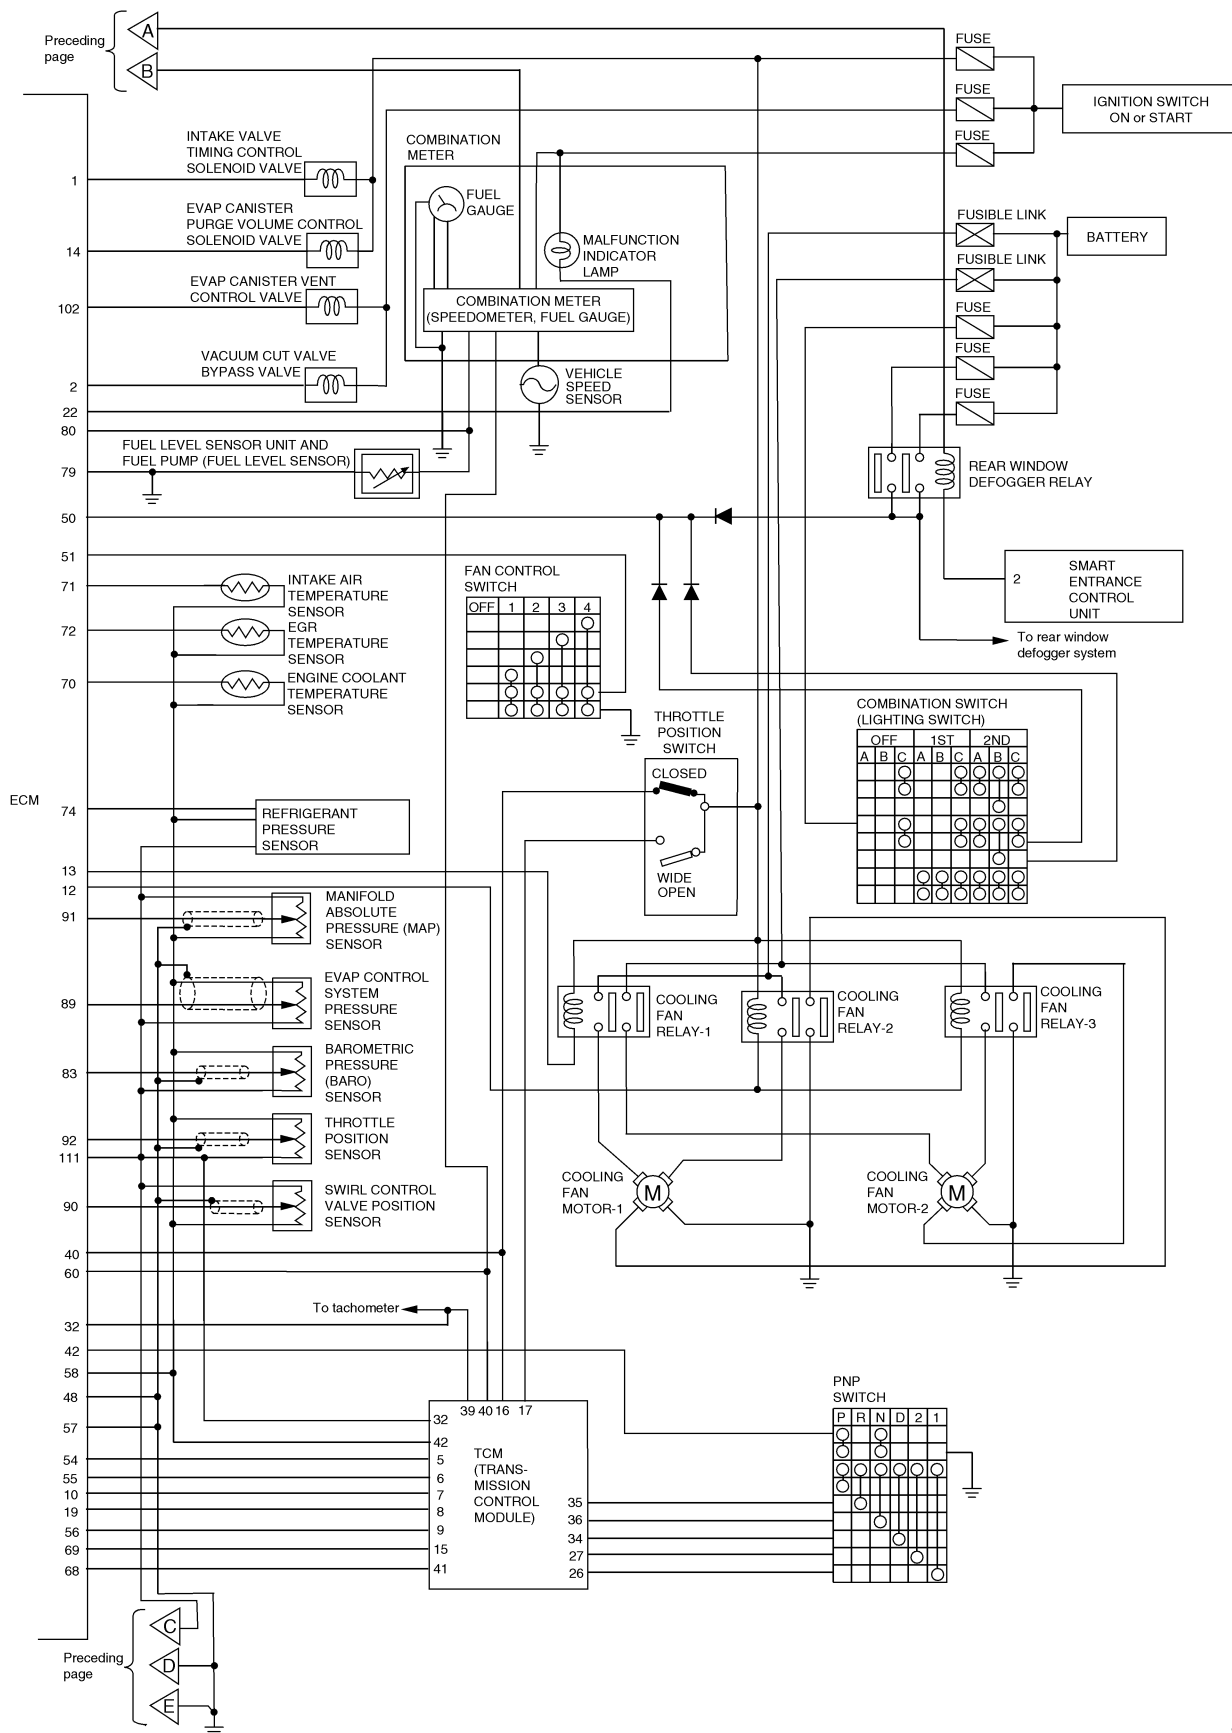 Preceding
page
A
B
FUSE
FUSE
FUSE
IGNITION SWITCH
ON or START
INTAKE VALVE
TIMING CONTROL
SOLENOID VALVE
1
COMBINATION
METER
FUEL
GAUGE
EVAP CANISTER
PURGE VOLUME CONTROL
SOLENOID VALVE
14
MALFUNCTION
INDICATOR
LAMP
FUSIBLE LINK
BATTERY
FUSIBLE LINK
EVAP CANISTER VENT
CONTROL VALVE
102
COMBINATION METER
(SPEEDOMETER, FUEL GAUGE)
FUSE
FUSE
FUSE
VACUUM CUT VALVE
BYPASS VALVE
2
VEHICLE
SPEED
SENSOR
22
80
FUEL LEVEL SENSOR UNIT AND
FUEL PUMP (FUEL LEVEL SENSOR)
79
REAR WINDOW
DEFOGGER RELAY
50
51
71
INTAKE AIR
TEMPERATURE
SENSOR
72
EGR
TEMPERATURE
SENSOR
70
ENGINE COOLANT
TEMPERATURE
SENSOR
FAN CONTROL
SWITCH
OFF 1 2 3 4
2
SMART
ENTRANCE
CONTROL
UNIT
To rear window
defogger system
THROTTLE
POSITION
SWITCH
CLOSED
WIDE
OPEN
COMBINATION SWITCH
(LIGHTING SWITCH)
OFF 1ST 2ND
A B C A B C A B C
ECM
74
REFRIGERANT
PRESSURE
SENSOR
13
12
91
MANIFOLD
ABSOLUTE
PRESSURE (MAP)
SENSOR
89
EVAP CONTROL
SYSTEM
PRESSURE
SENSOR
COOLING
FAN
RELAY-1
COOLING
FAN
RELAY-2
COOLING
FAN
RELAY-3
83
BAROMETRIC
PRESSURE
(BARO)
SENSOR
92
111
THROTTLE
POSITION
SENSOR
90
SWIRL CONTROL
VALVE POSITION
SENSOR
COOLING
FAN
MOTOR-1
M
COOLING
FAN
MOTOR-2
M
40
60
To tachometer
32
42
58
48
57
54
55
10
19
56
69
68
39 40 16 17
32
42
5
6
7
8
9
15
41
TCM
(TRANS-
MISSION
CONTROL
MODULE)
35
36
34
27
26
PNP
SWITCH
P R N D 2 1
Preceding
page
C
D
E